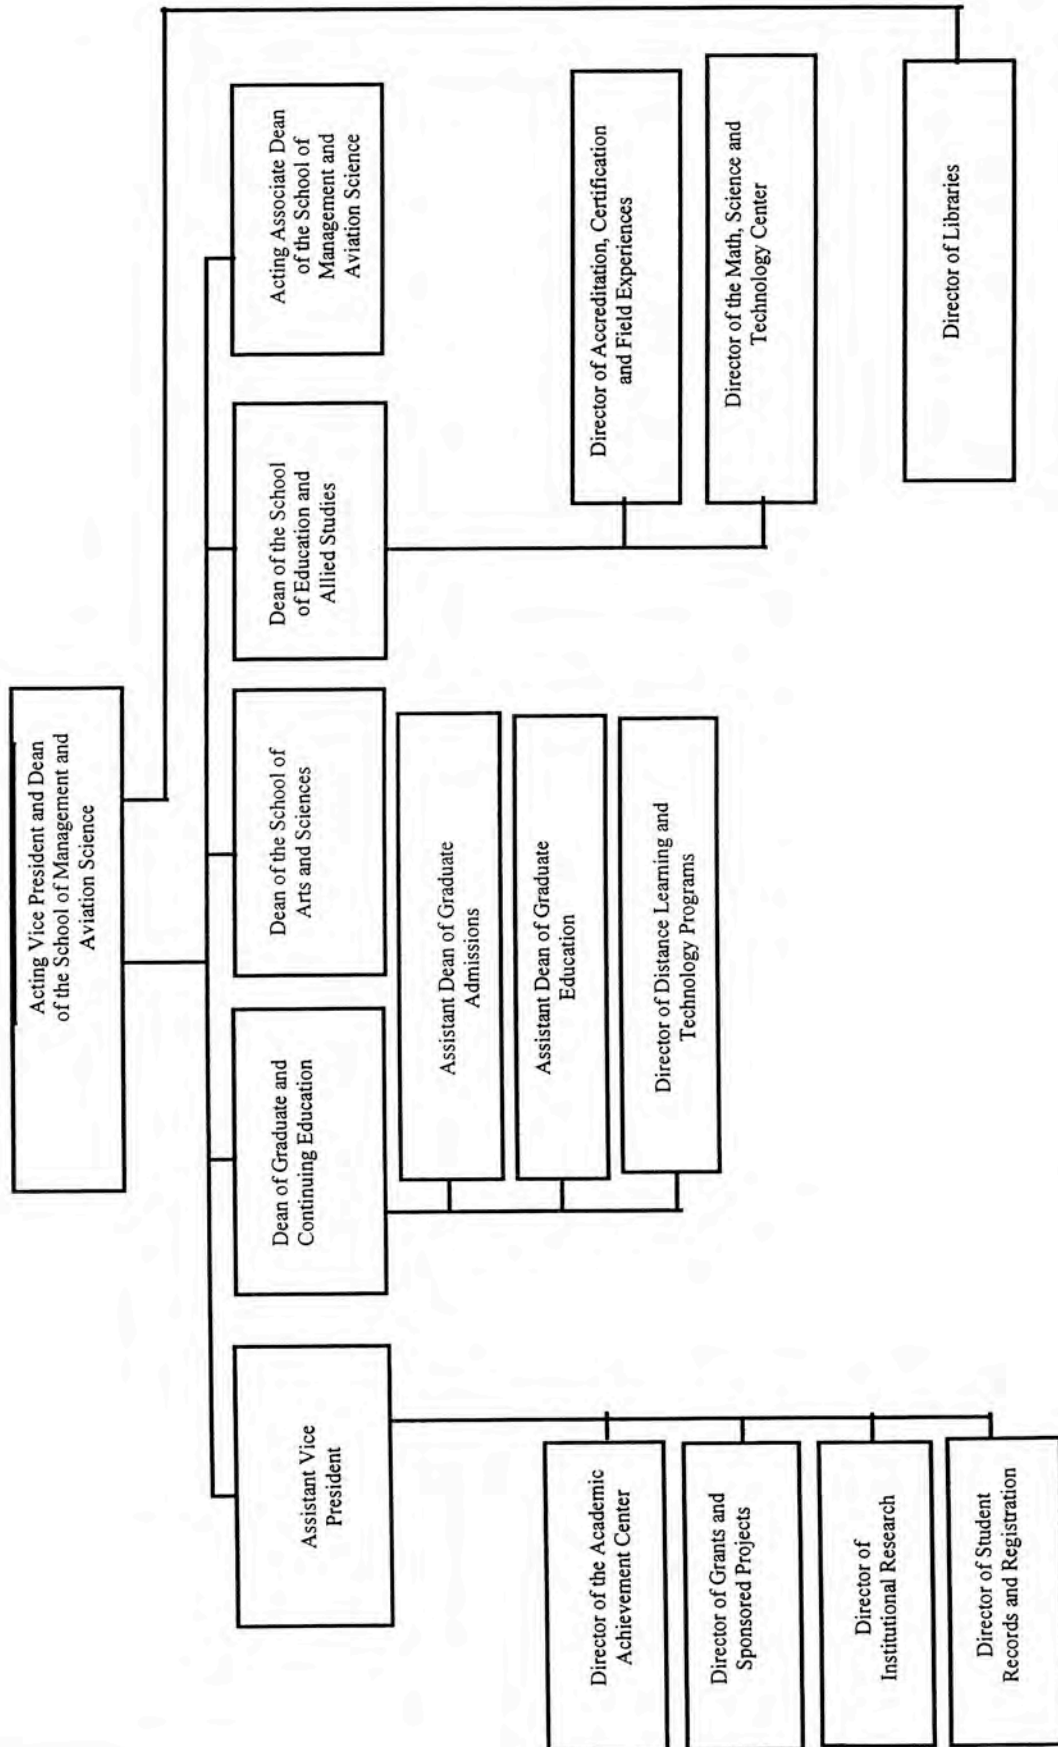 Acting Vice President and Dean
of the School of Management and
Aviation Science
Assistant Vice
President
Dean of Graduate and
Continuing Education
Dean of the School of
Arts and Sciences
Dean of the School
of Education and
Allied Studies
Acting Associate Dean
of the School of
Management and
Aviation Science
Director of the Academic
Achievement Center
Director of Grants and
Sponsored Projects
Director of
Institutional Research
Director of Student
Records and Registration
Assistant Dean of Graduate
Admissions
Assistant Dean of Graduate
Education
Director of Distance Learning and
Technology Programs
Director of Accreditation, Certification
and Field Experiences
Director of the Math, Science and
Technology Center
Director of Libraries